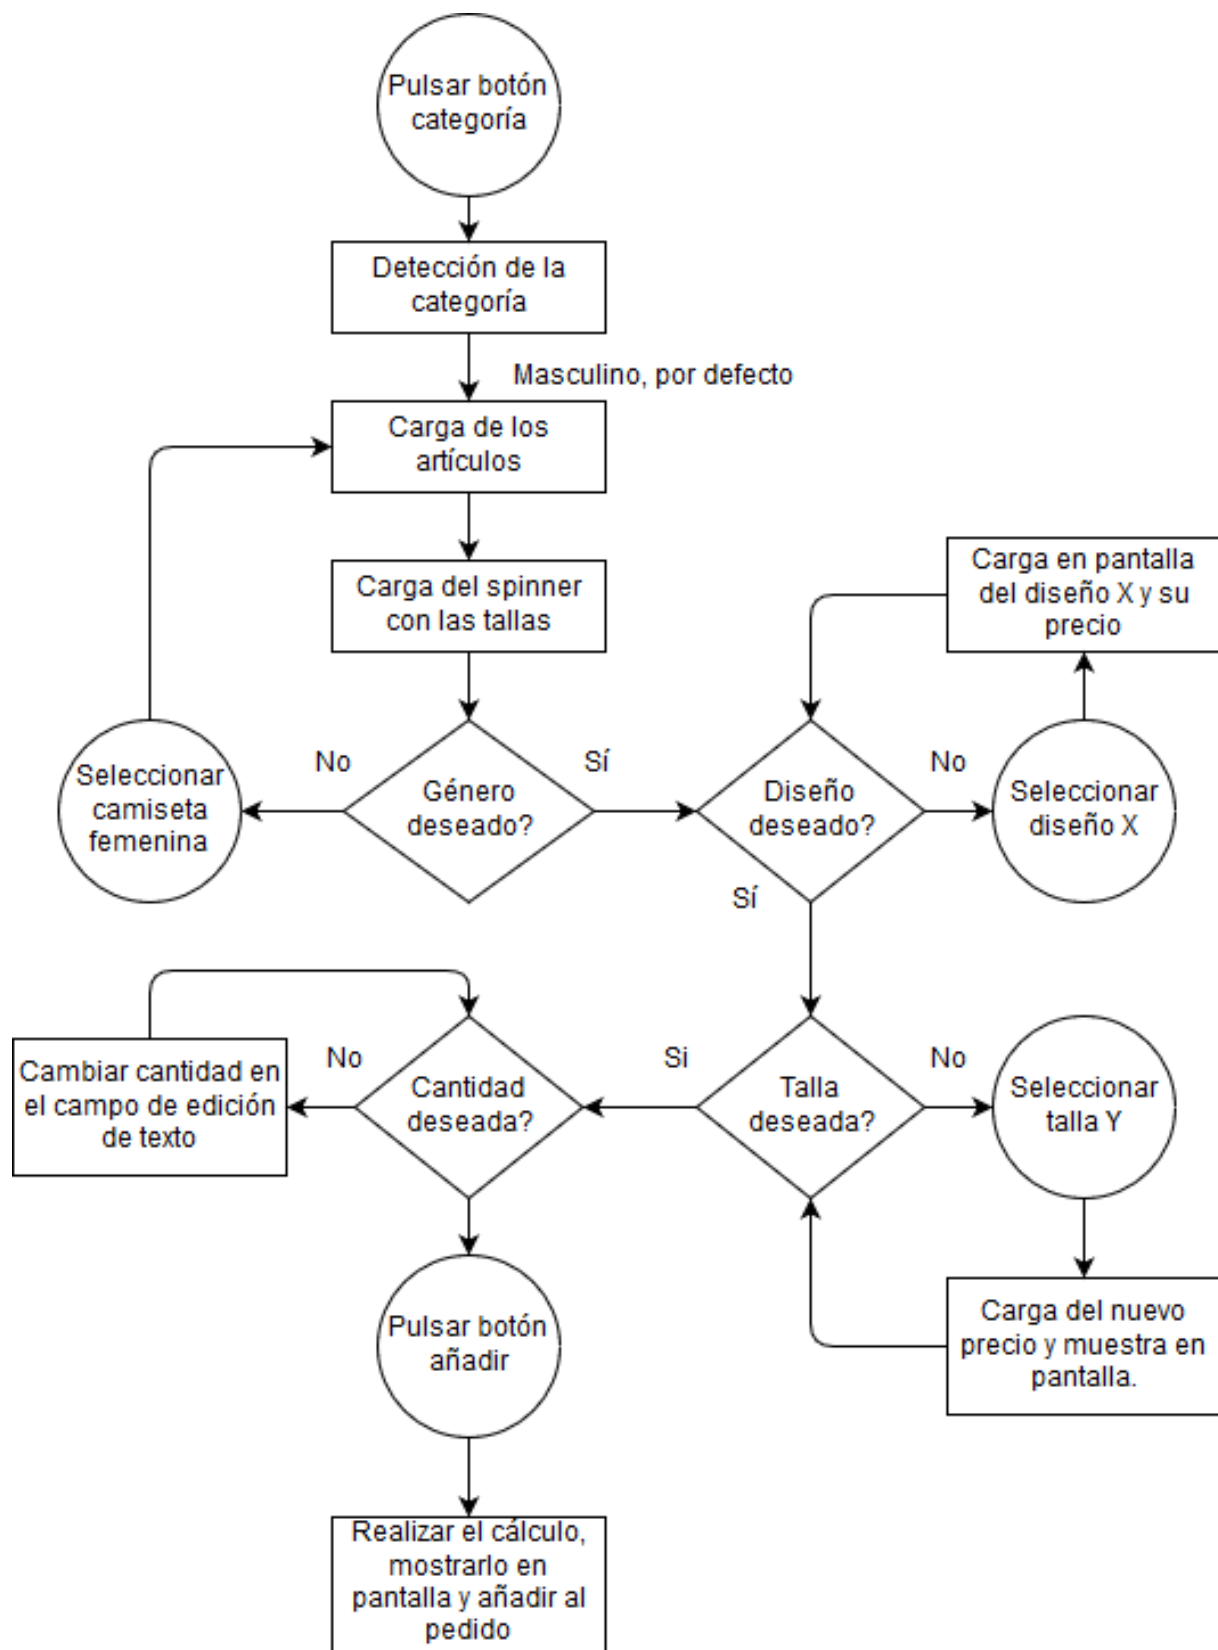 Pulsar botón
categoría
Detección de la
categoría
Masculino, por defecto
Carga de los
artículos
Carga del spinner
con las tallas
Carga en pantalla
del diseño X y su
precio
No
Sí
No
Seleccionar
camiseta
femenina
Género
deseado?
Diseño
deseado?
Seleccionar
diseño X
Sí
Cambiar cantidad en
el campo de edición
de texto
No
Cantidad
deseada?
Si
Talla
deseada?
No
Seleccionar
talla Y
Pulsar botón
añadir
Carga del nuevo
precio y muestra en
pantalla.
Realizar el cálculo,
mostrarlo en
pantalla y añadir al
pedido